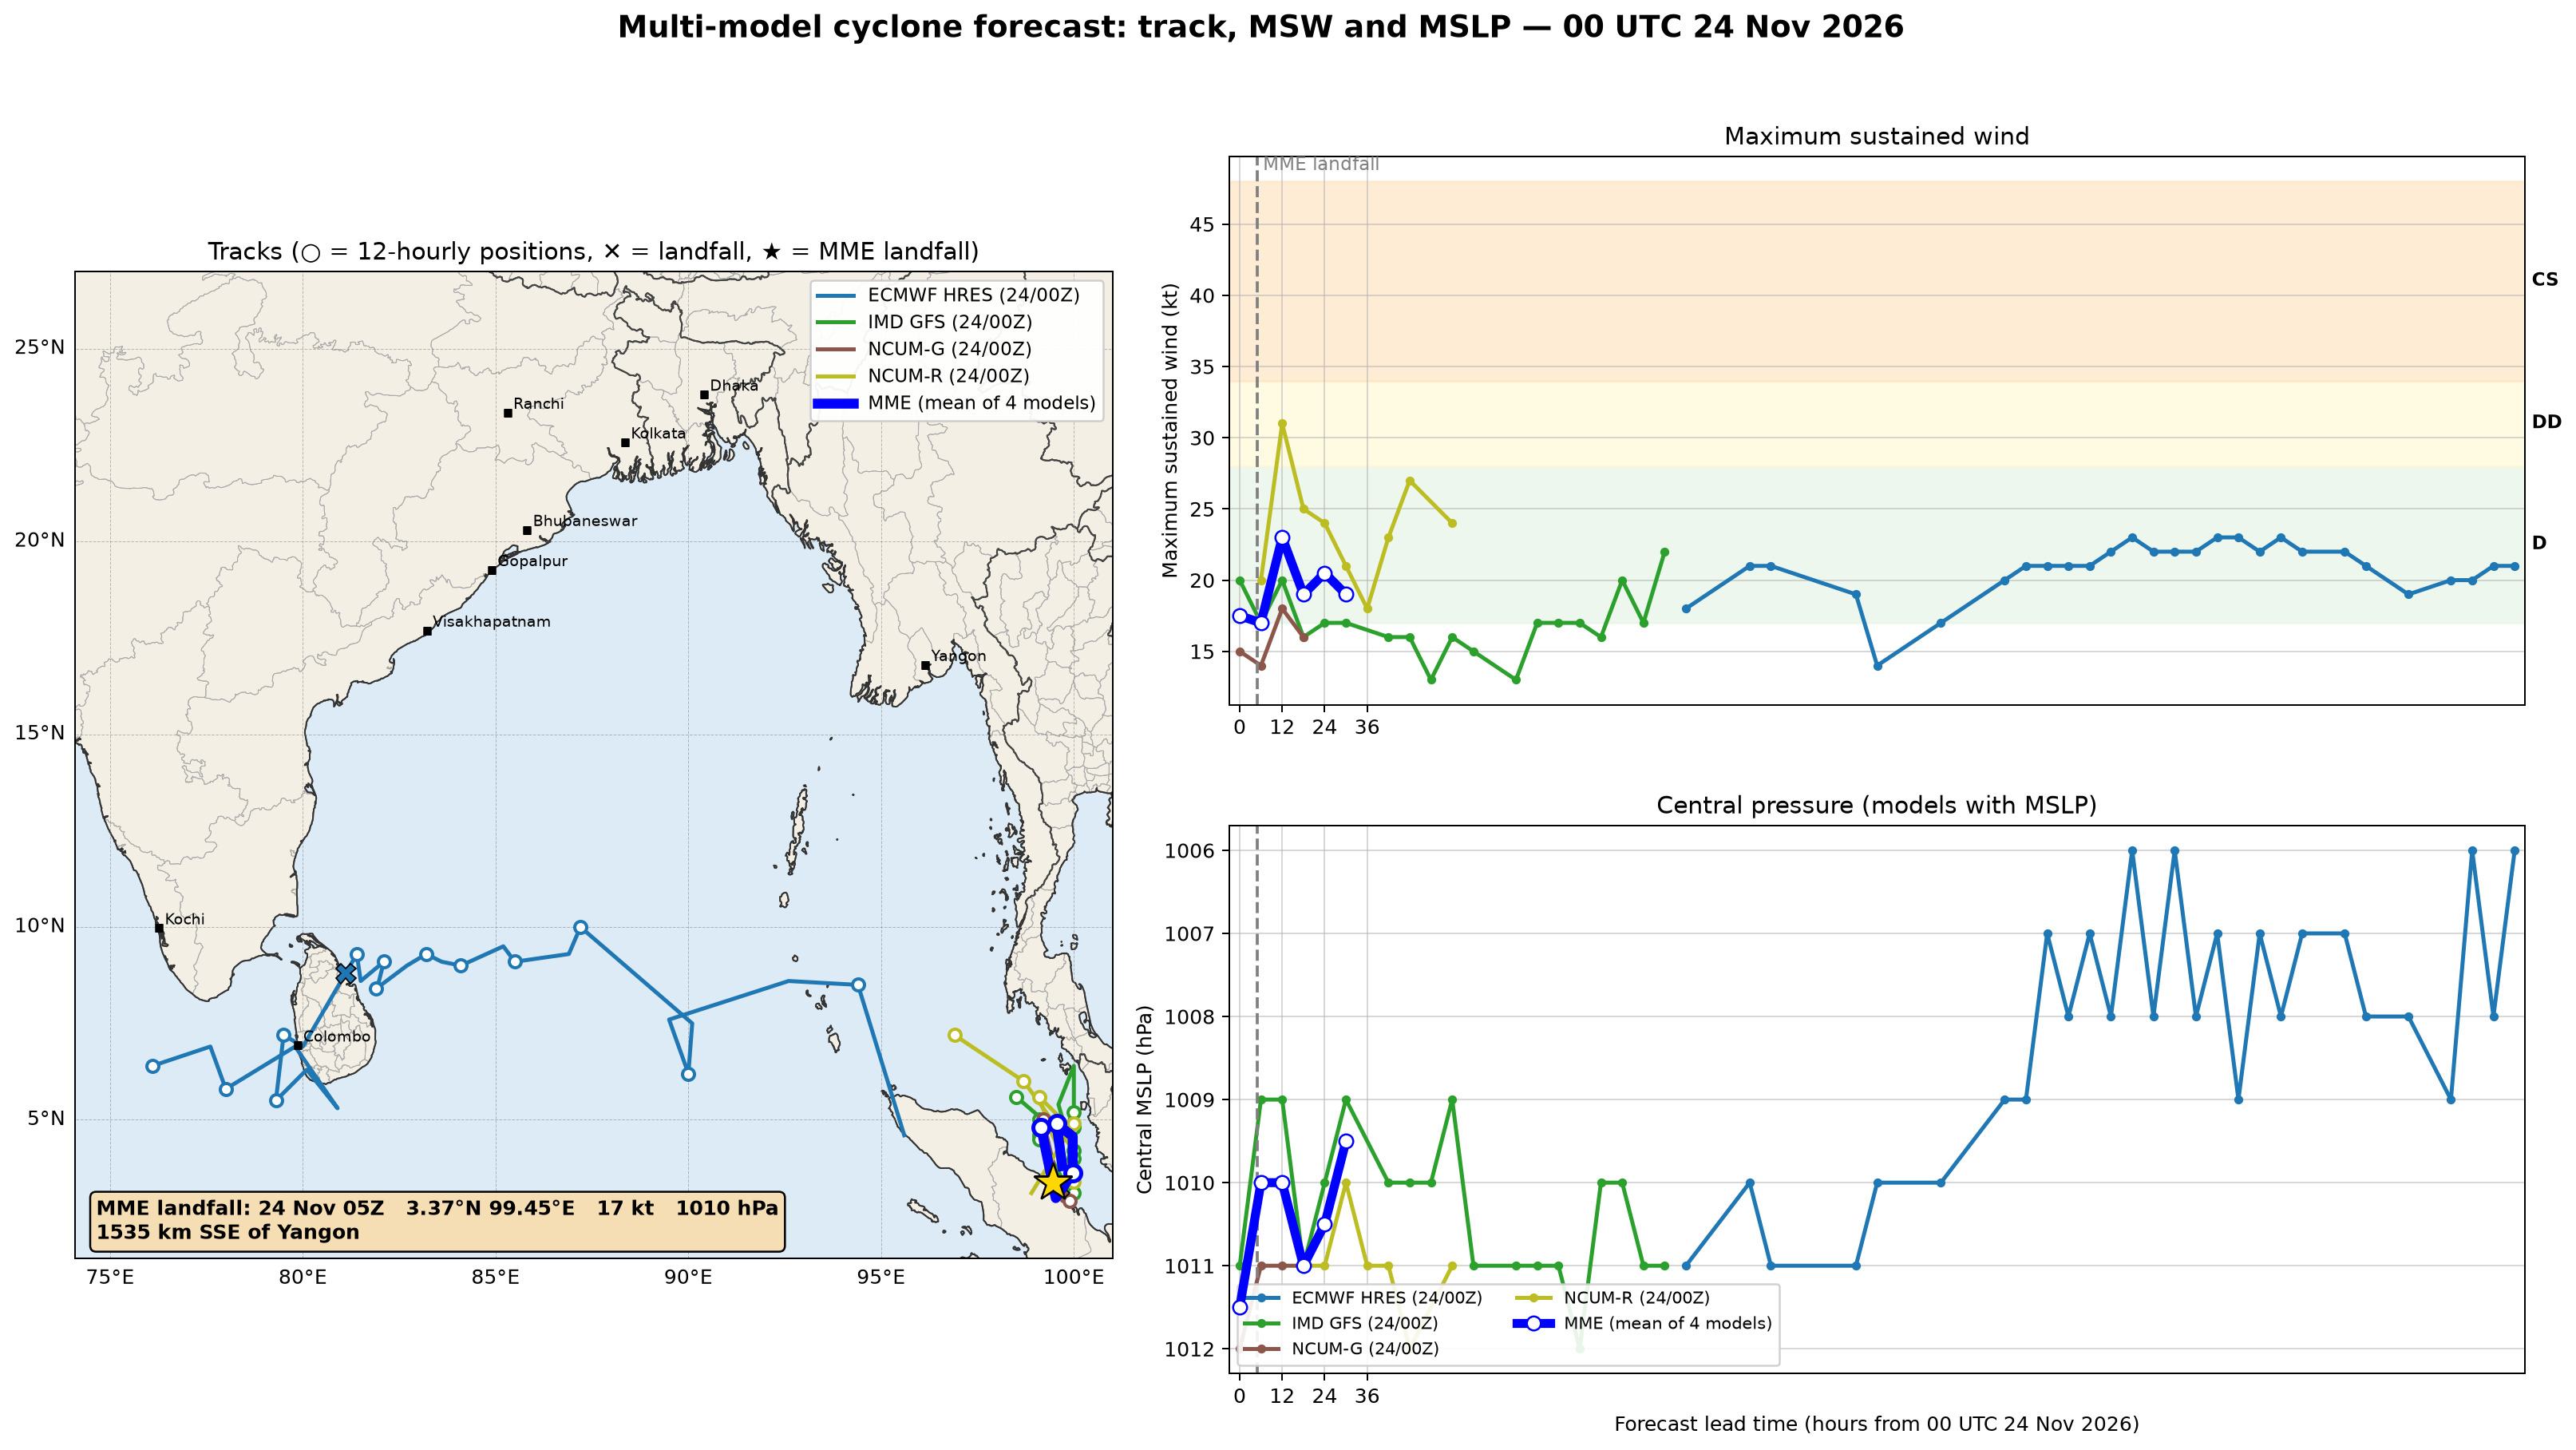 Multi-model cyclone forecast: track, MSW and MSLP — 00 UTC 24 Nov 2026
Tracks (○ = 12-hourly positions, ✕ = landfall, ★ = MME landfall)
ECMWF HRES (24/00Z)
IMD GFS (24/00Z)
NCUM-G (24/00Z)
NCUM-R (24/00Z)
MME (mean of 4 models)
25°N
20°N
15°N
10°N
5°N
Dhaka
Ranchi
Kolkata
Bhubaneswar
Gopalpur
Visakhapatnam
Yangon
Kochi
Colombo
MME landfall: 24 Nov 05Z 3.37°N 99.45°E 17 kt 1010 hPa
1535 km SSE of Yangon
75°E 80°E 85°E 90°E 95°E 100°E
Maximum sustained wind
MME landfall
Maximum sustained wind (kt)
45
40
35
30
25
20
15
CS
DD
D
0 12 24 36
Central pressure (models with MSLP)
Central MSLP (hPa)
1006
1007
1008
1009
1010
1011
1012
ECMWF HRES (24/00Z)
IMD GFS (24/00Z)
NCUM-G (24/00Z)
NCUM-R (24/00Z)
MME (mean of 4 models)
0 12 24 36
Forecast lead time (hours from 00 UTC 24 Nov 2026)